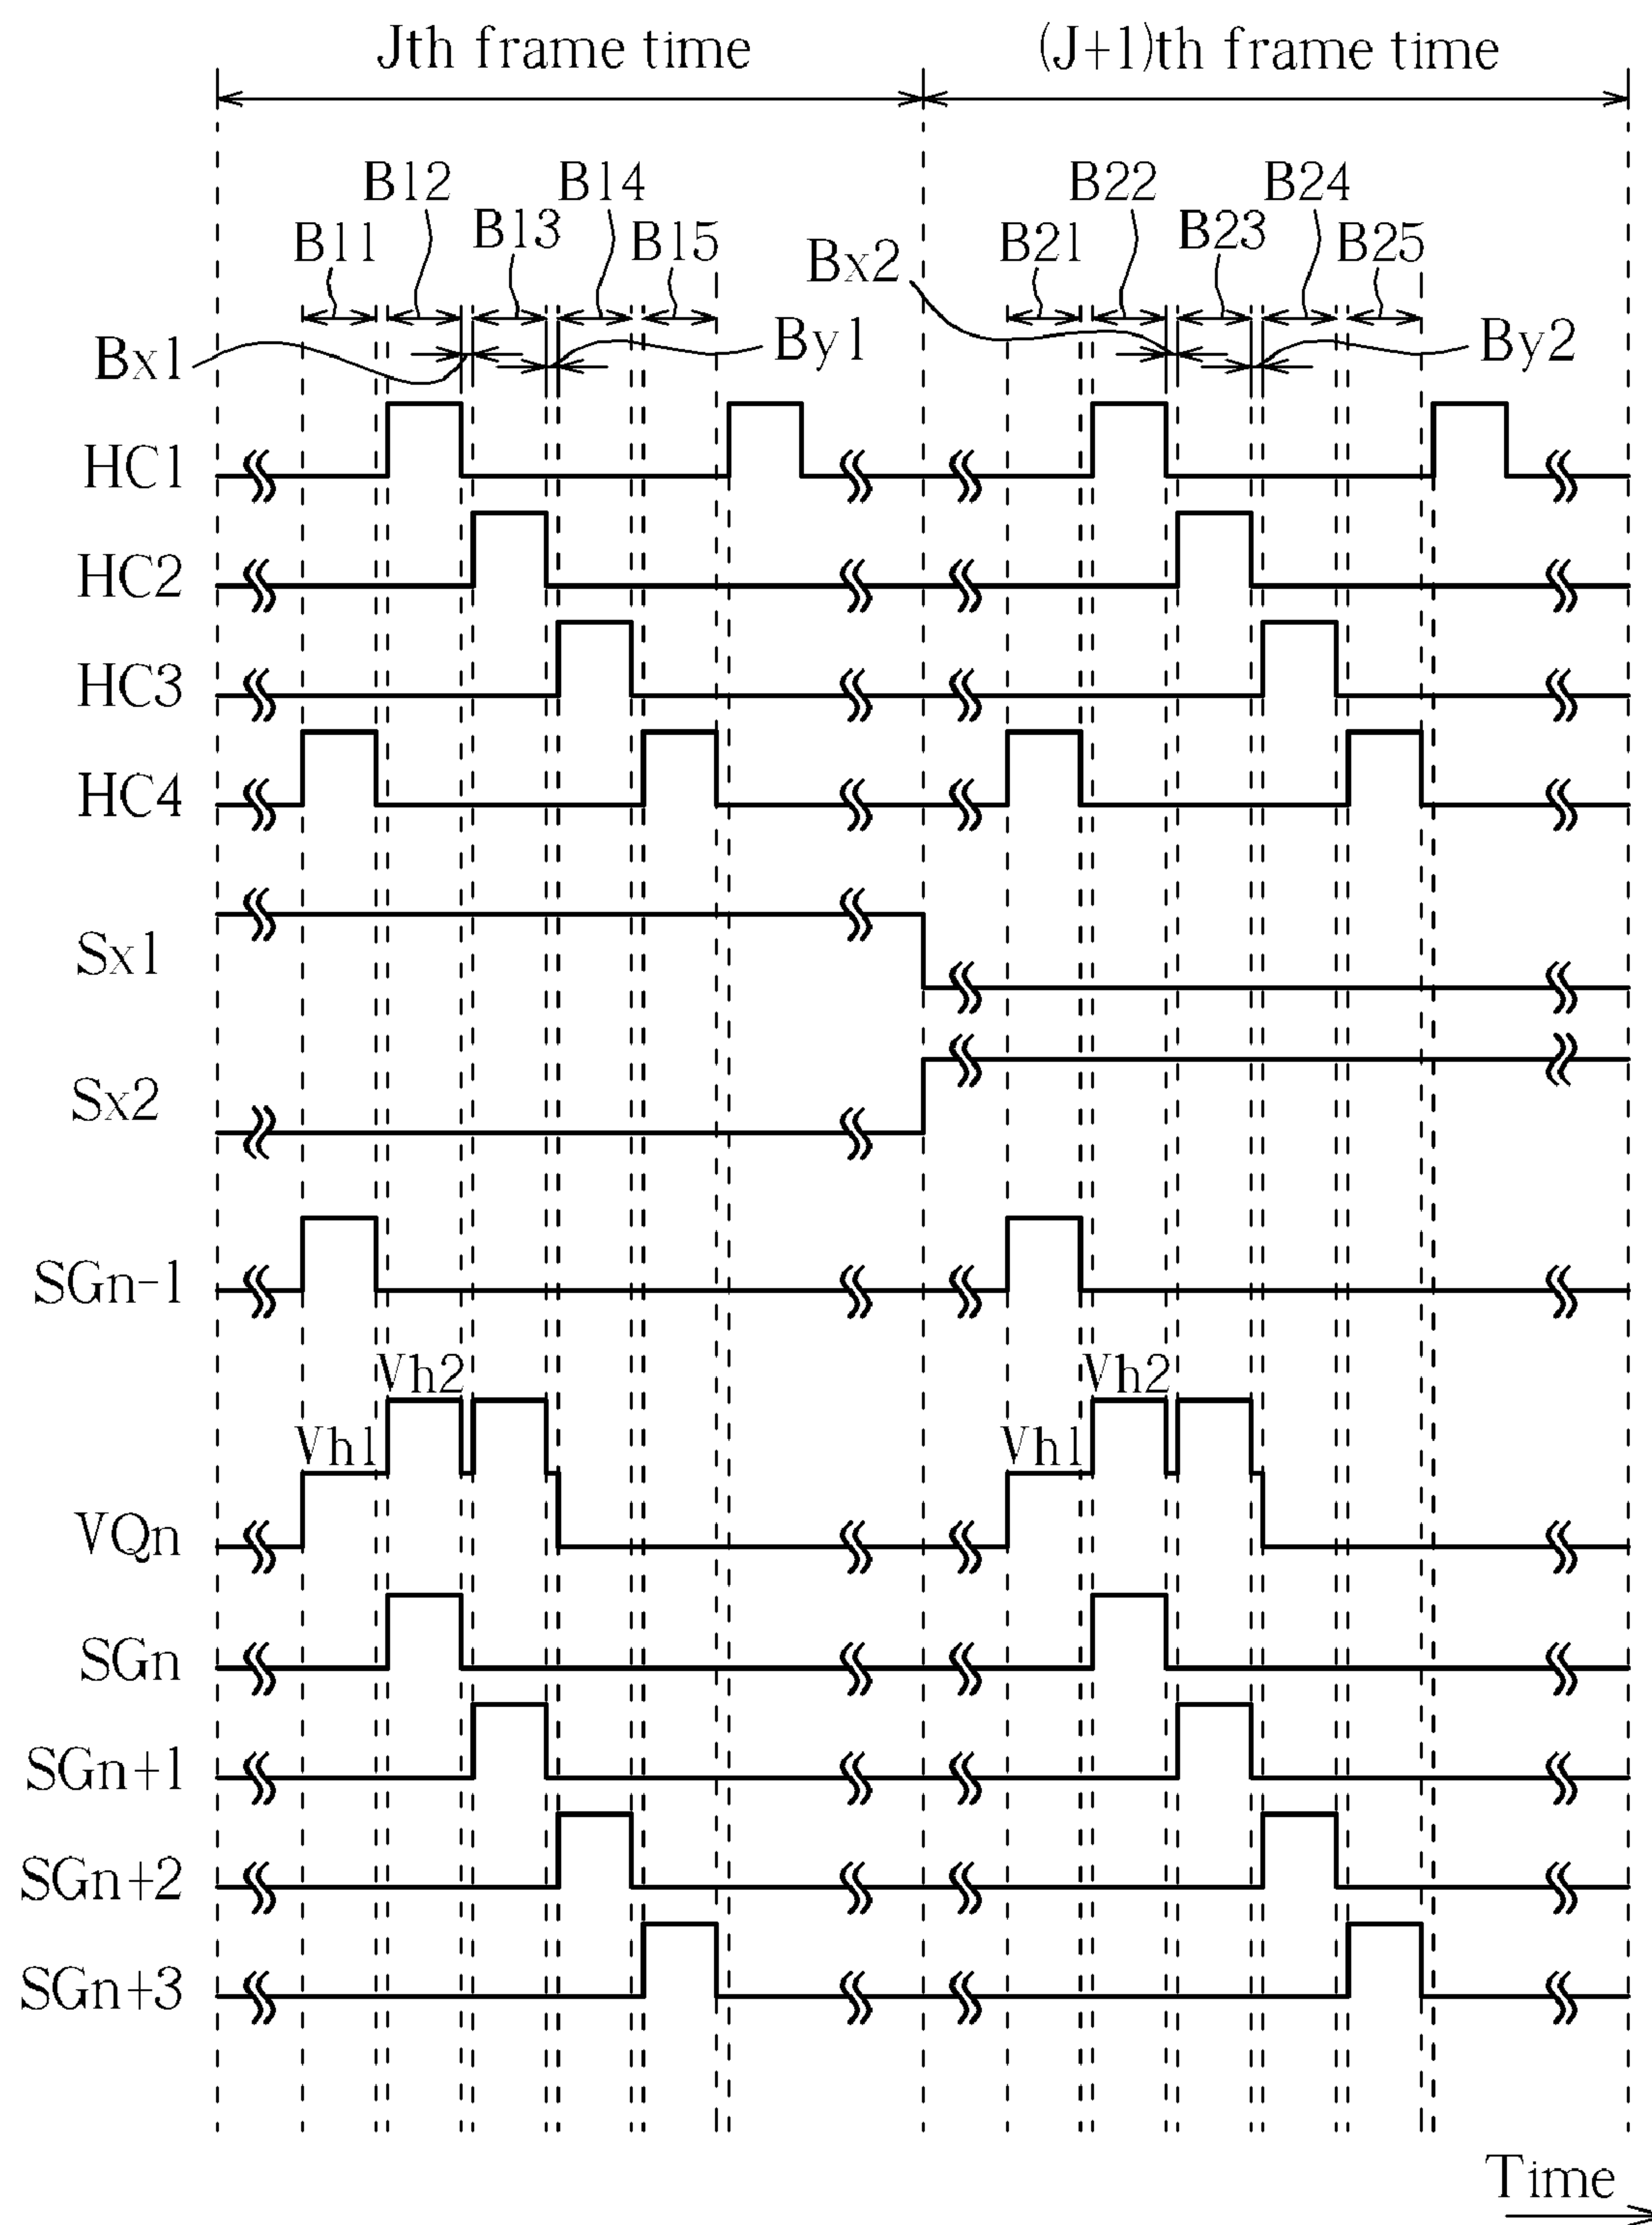 Jth frame time (J+1)th frame time
B12 B14 B22 B24
B11 B13 B15 Bx2 B21 B23 B25
Bx1 By1 By2
HC1
HC2
HC3
HC4
Sx1
Sx2
SGn-1
Vh2 Vh2
Vh1 Vh1
VQn
SGn
SGn+1
SGn+2
SGn+3
Time